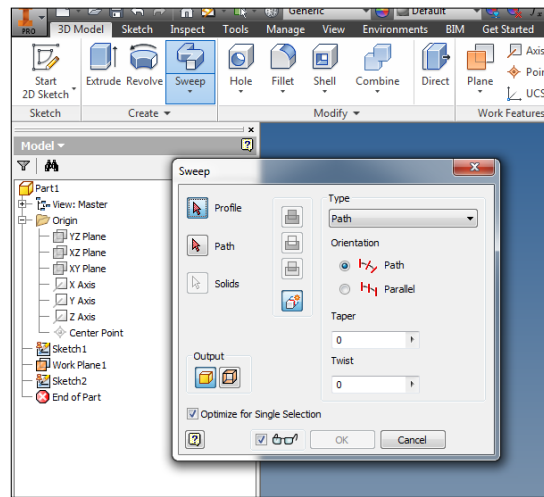 Generic Default
PRO 3D Model Sketch Inspect Tools Manage View Environments BIM Get Started
Start
2D Sketch
Extrude Revolve Sweep Hole Fillet Shell Combine Direct Plane
Axis
Poin
UCS
Sketch Create Modify Work Features
Model
Part1
View: Master
Origin
YZ Plane
XZ Plane
XY Plane
X Axis
Y Axis
Z Axis
Center Point
Sketch1
Work Plane1
Sketch2
End of Part
Sweep
Profile
Path
Solids
Type
Path
Orientation
Path
Parallel
Taper
0
Twist
0
Output
Optimize for Single Selection
OK Cancel